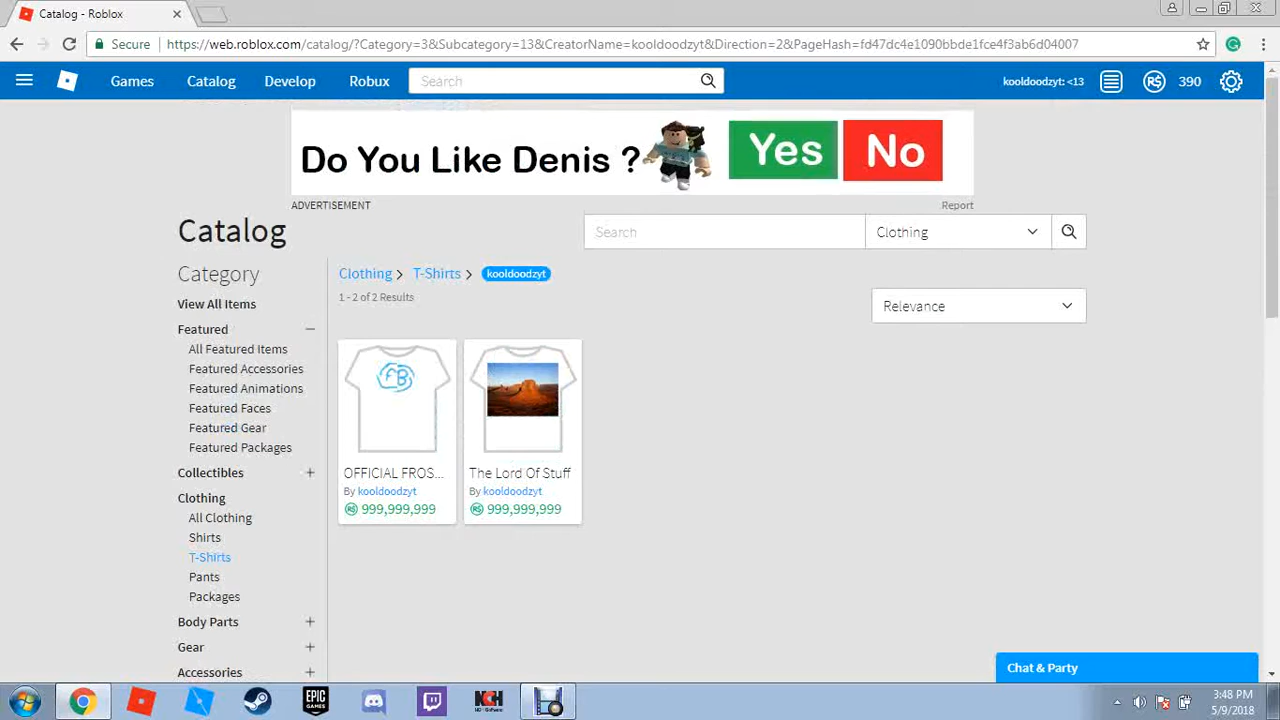 Catalog - Roblox
Secure
https://web.roblox.com/catalog/?Category=3&Subcategory=13&CreatorName=kooldoodzyt&Direction=2&PageHash=fd47dc4e1090bbde1fce4f3ab6d04007
Games
Catalog
Develop
Robux
Search
kooldoodzyt: <13
390
Do You Like Denis ?
Yes
No
ADVERTISEMENT
Report
Catalog
Search
Clothing
Category
Clothing
T-Shirts
kooldoodzyt
1 - 2 of 2 Results
Relevance
View All Items
Featured
All Featured Items
Featured Accessories
Featured Animations
Featured Faces
Featured Gear
Featured Packages
Collectibles
Clothing
All Clothing
Shirts
T-Shirts
Pants
Packages
Body Parts
Gear
Accessories
FB
OFFICIAL FROS...
By kooldoodzyt
999,999,999
The Lord Of Stuff
By kooldoodzyt
999,999,999
Chat & Party
EPIC
GAMES
3:48 PM
5/9/2018